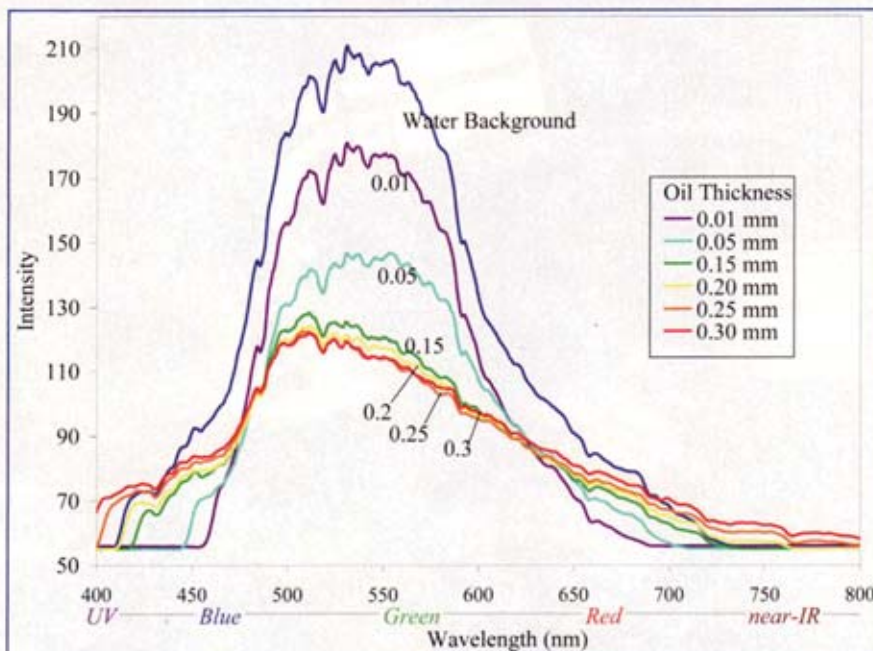 210
190
170
150
130
110
90
70
50
Intensity
Water Background
0.01
0.05
0.15
0.2
0.25
0.3
Oil Thickness
0.01 mm
0.05 mm
0.15 mm
0.20 mm
0.25 mm
0.30 mm
400 450 500 550 600 650 700 750 800
UV Blue Green Red near-IR
Wavelength (nm)